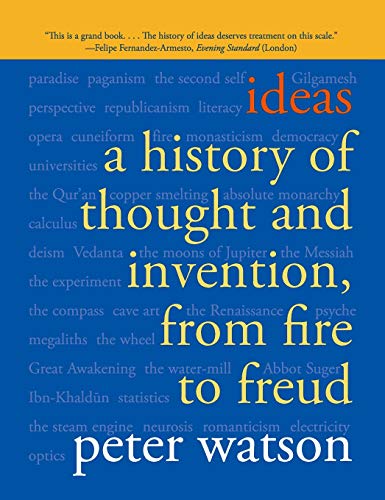 “This is a grand book. . . . The history of ideas deserves treatment on this scale.”
—Felipe Fernandez-Armesto, Evening Standard (London)
paradise paganism the second self Gilgamesh
perspective republicanism literacy ideas
opera cuneiform fire monasticism democracy
a history of
universities
the Qur'an copper smelting absolute monarchy
thought and
calculus
deism Vedanta the moons of Jupiter the Messiah
invention,
the experiment
the compass cave art the Renaissance psyche
from fire
megaliths the wheel
Great Awakening the water-mill Abbot Suger
to freud
Ibn-Khaldūn statistics
the steam engine neurosis romanticism electricity
peter watson
optics